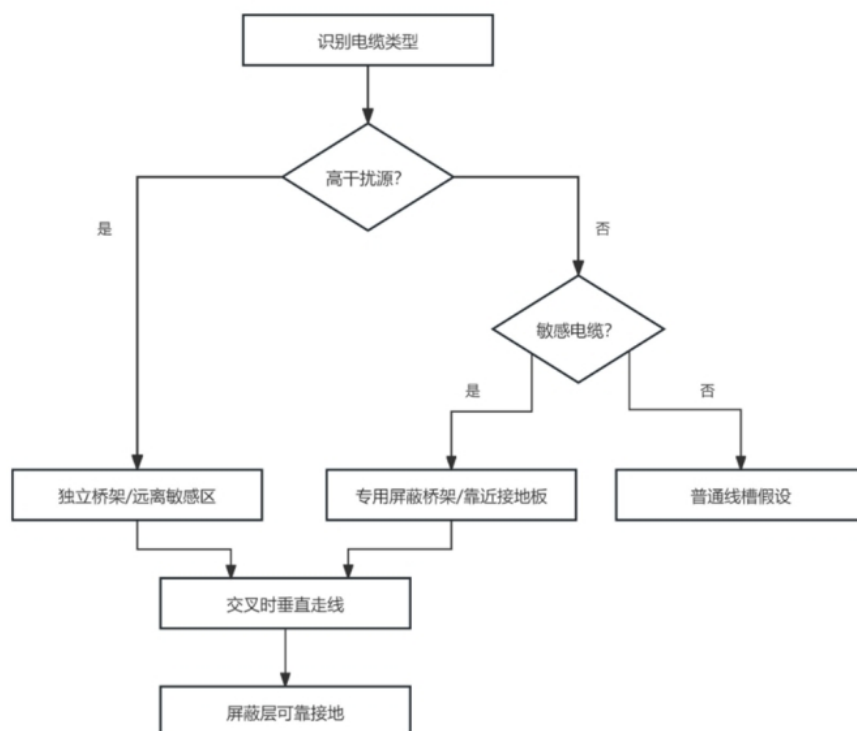 识别电缆类型
高干扰源?
是
否
敏感电缆?
是
否
独立桥架/远离敏感区
专用屏蔽桥架/靠近接地板
普通线槽假设
交叉时垂直走线
屏蔽层可靠接地